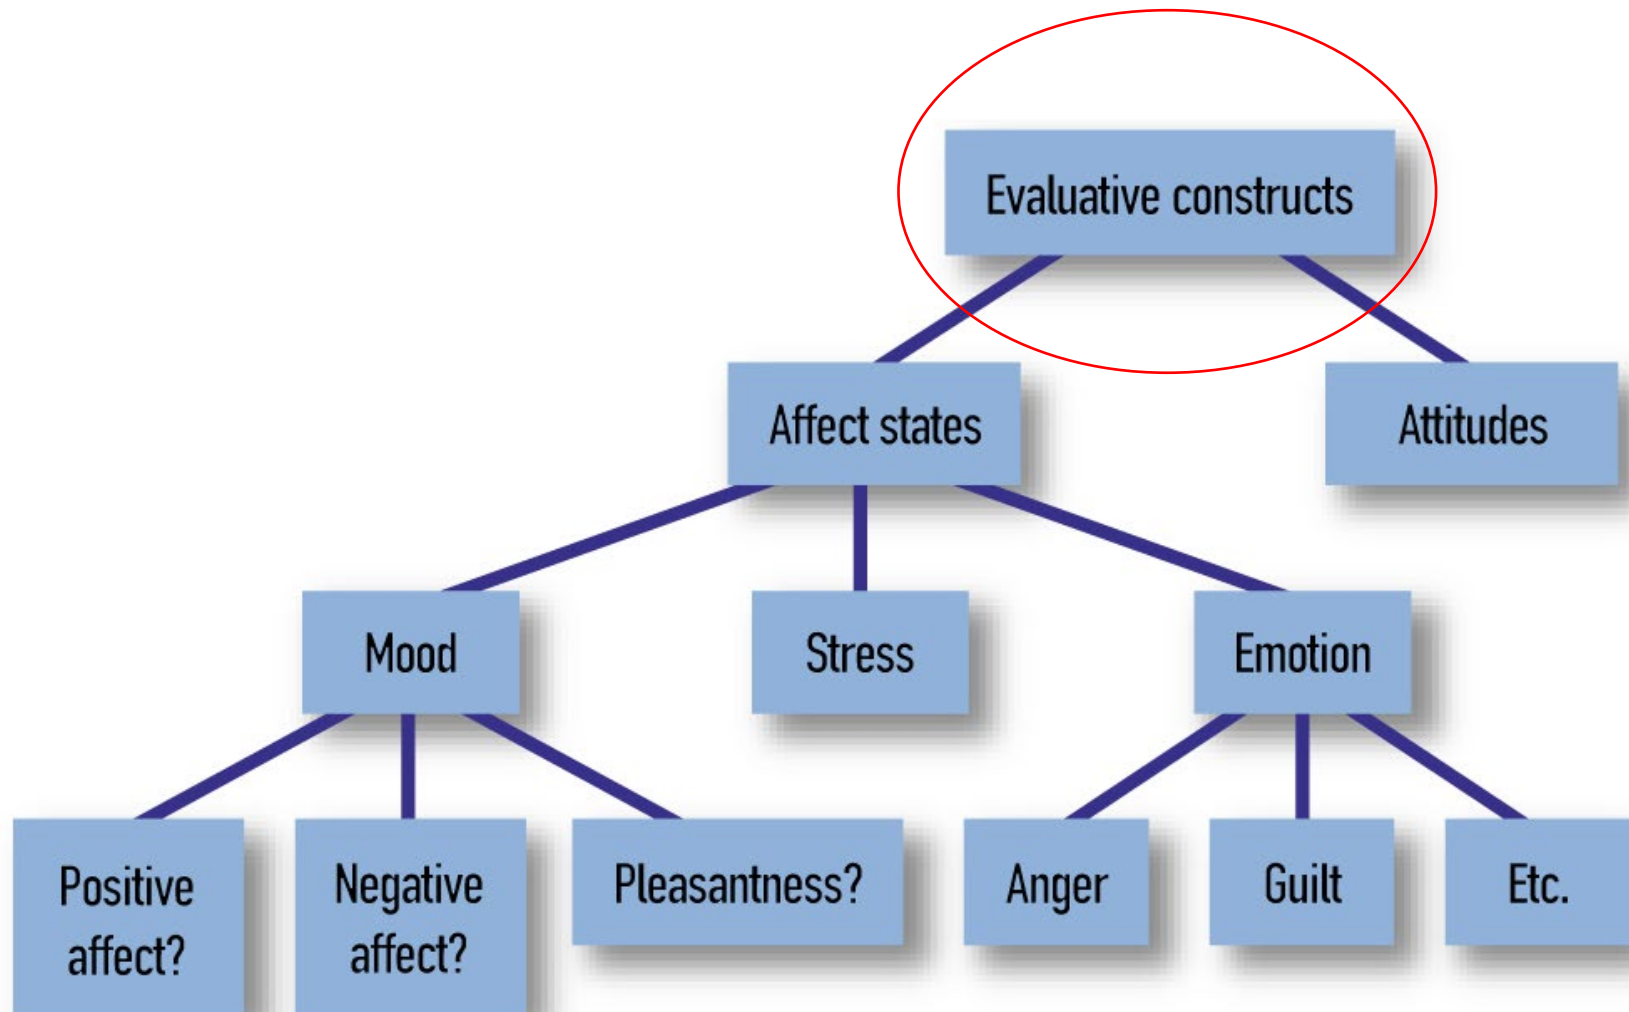 Evaluative constructs
Affect states
Attitudes
Mood
Stress
Emotion
Positive
affect?
Negative
affect?
Pleasantness?
Anger
Guilt
Etc.